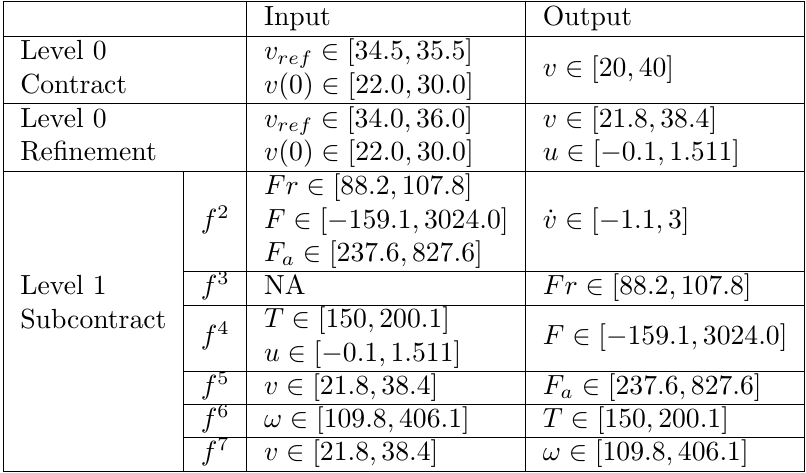 Input Output
Level 0 Contract v_{ref} ∈ [34.5, 35.5] v ∈ [20, 40]
v(0) ∈ [22.0, 30.0]
Level 0 Refinement v_{ref} ∈ [34.0, 36.0] v ∈ [21.8, 38.4]
v(0) ∈ [22.0, 30.0] u ∈ [−0.1, 1.511]
Level 1 Subcontract
f^2 Fr ∈ [88.2, 107.8] v̇ ∈ [−1.1, 3]
F ∈ [−159.1, 3024.0]
F_a ∈ [237.6, 827.6]
f^3 NA Fr ∈ [88.2, 107.8]
f^4 T ∈ [150, 200.1] F ∈ [−159.1, 3024.0]
u ∈ [−0.1, 1.511]
f^5 v ∈ [21.8, 38.4] F_a ∈ [237.6, 827.6]
f^6 ω ∈ [109.8, 406.1] T ∈ [150, 200.1]
f^7 v ∈ [21.8, 38.4] ω ∈ [109.8, 406.1]